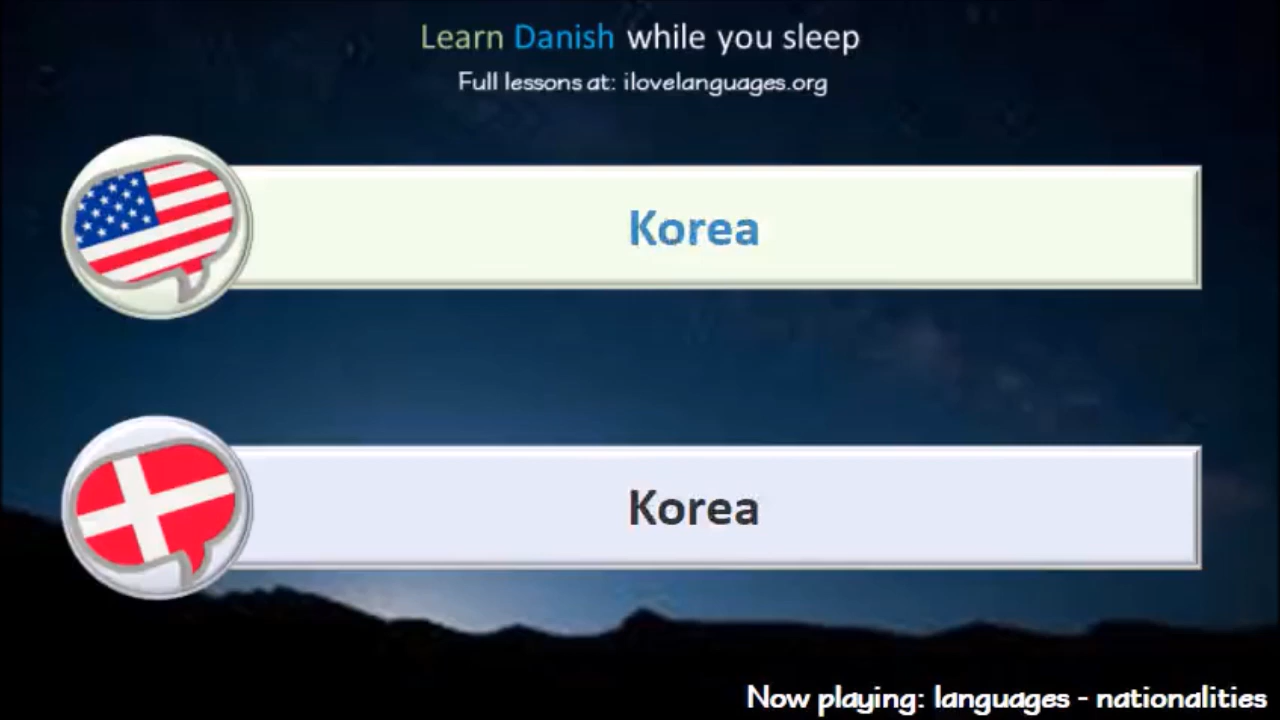 Learn Danish while you sleep
Full lessons at: ilovelanguages.org
Korea
Korea
Now playing: languages - nationalities